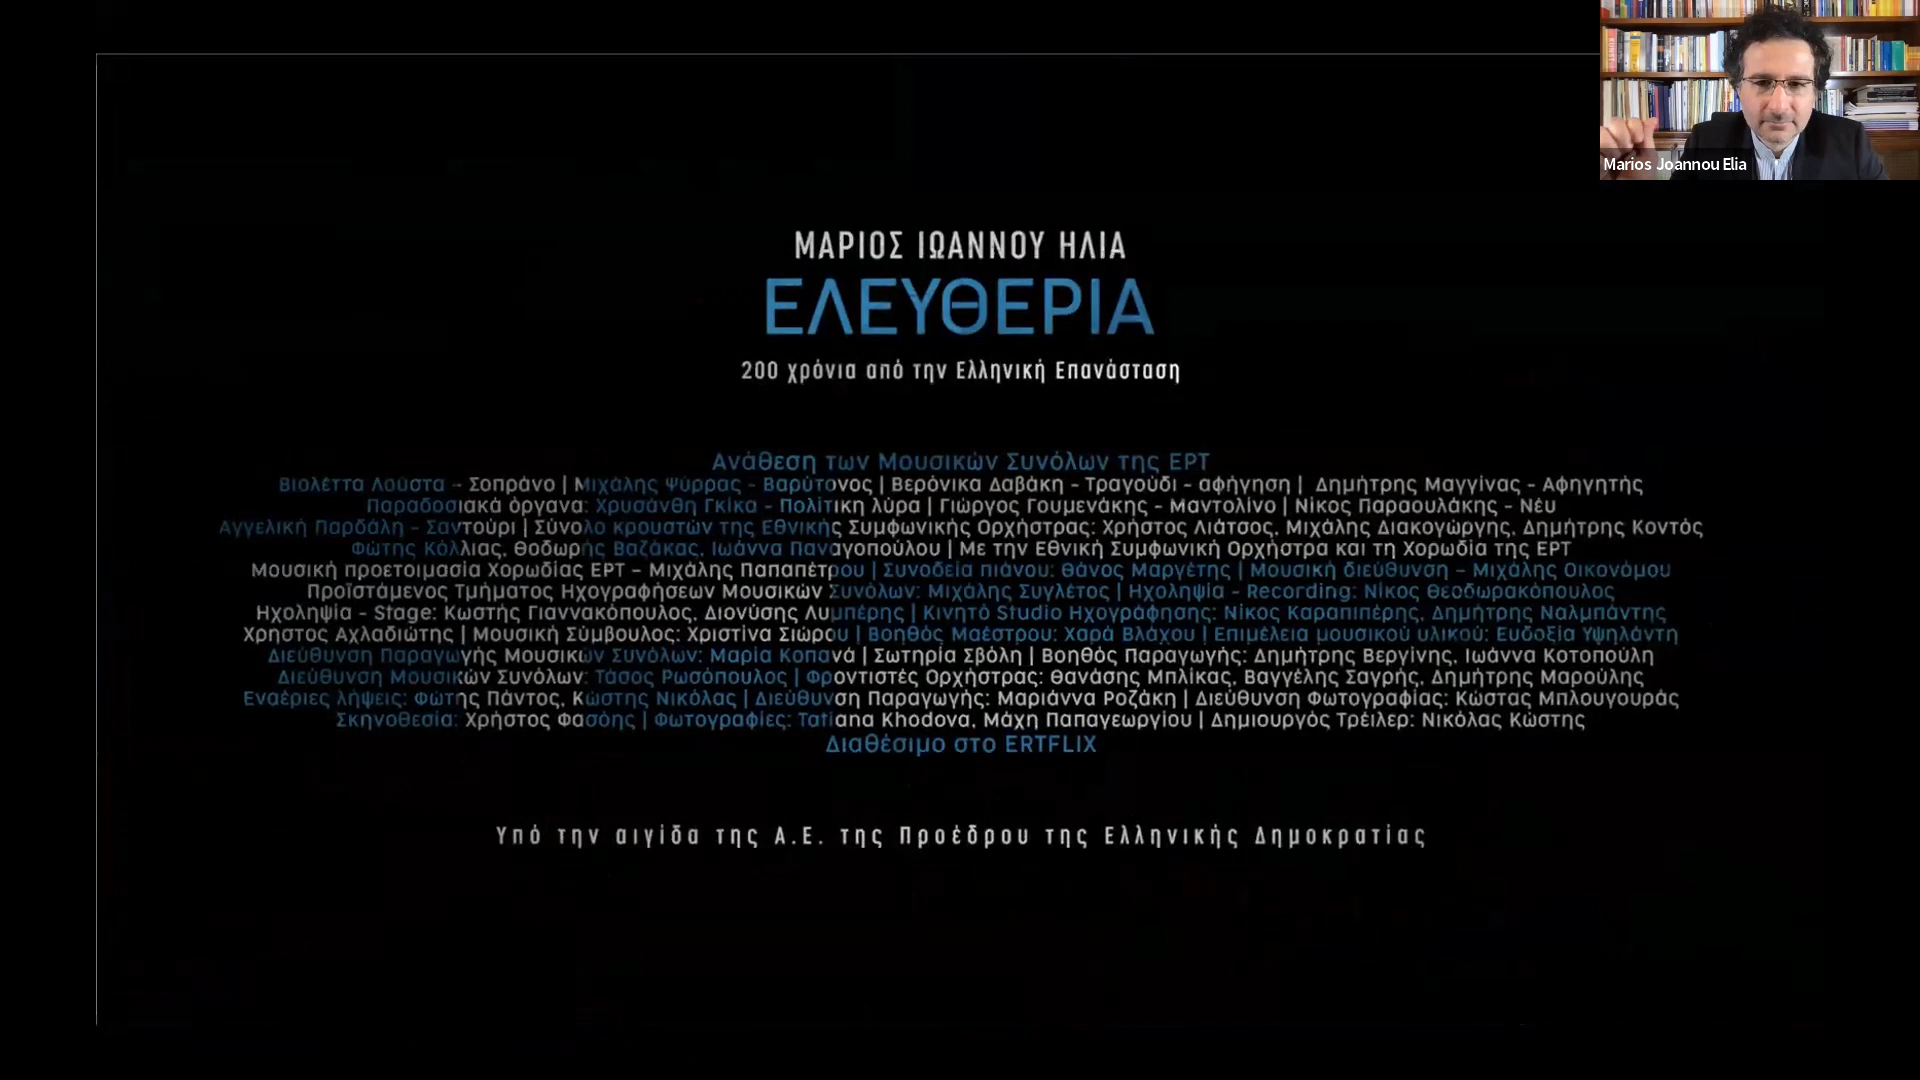 Marios Joannou Elia
ΜΑΡΙΟΣ ΙΩΑΝΝΟΥ ΗΛΙΑ
ΕΛΕΥΘΕΡΙΑ
200 χρόνια από την Ελληνική Επανάσταση
Ανάθεση των Μουσικών Συνόλων της ΕΡΤ
Βιολέττα Λούστα - Σοπράνο | Μιχάλης Ψύρρας - Βαρύτονος | Βερόνικα Δαβάκη - Τραγούδι - αφήγηση | Δημήτρης Μαγγίνας - Αφηγητής
Παραδοσιακά όργανα: Χρυσάνθη Γκίκα - Πολίτικη λύρα | Γιώργος Γουμενάκης - Μαντολίνο | Νίκος Παραουλάκης - Νέυ
Αγγελική Παρδάλη - Σαντούρι | Σύνολο κρουστών της Εθνικής Συμφωνικής Ορχήστρας: Χρήστος Λιάτσος, Μιχάλης Διακογιώργης, Δημήτρης Κοντός
Φώτης Κόλλιας, Θοδωρής Βαζάκας, Ιωάννα Παναγοπούλου | Με την Εθνική Συμφωνική Ορχήστρα και τη Χορωδία της ΕΡΤ
Μουσική προετοιμασία Χορωδίας ΕΡΤ - Μιχάλης Παπαπέτρου | Συνοδεία πιάνου: Θάνος Μαργέτης | Μουσική διεύθυνση - Μιχάλης Οικονόμου
Προϊστάμενος Τμήματος Ηχογραφήσεων Μουσικών Συνόλων: Μιχάλης Συγλέτος | Ηχοληψία - Recording: Νίκος Θεοδωρακόπουλος
Ηχοληψία - Stage: Κωστής Γιαννακόπουλος, Διονύσης Λυμπέρης | Κινητό Studio Ηχογράφησης: Νίκος Καραπιπέρης, Δημήτρης Ναλμπάντης
Χρηστος Αχλαδιώτης | Μουσική Σύμβουλος: Χριστίνα Σιώρου | Βοηθός Μαέστρου: Χαρά Βλάχου | Επιμέλεια μουσικού υλικού: Ευδοξία Υψηλάντη
Διεύθυνση Παραγωγής Μουσικών Συνόλων: Μαρία Κοπανά | Σωτηρία Σβόλη | Βοηθός Παραγωγής: Δημήτρης Βεργίνης, Ιωάννα Κοτοπούλη
Διεύθυνση Μουσικών Συνόλων: Τάσος Ρωσόπουλος | Φροντιστές Ορχήστρας: Θανάσης Μπλίκας, Βαγγέλης Σαγρής, Δημήτρης Μαρούλης
Εναέριες λήψεις: Φώτης Πάντος, Κώστης Νικόλας | Διεύθυνση Παραγωγής: Μαριάννα Ροζάκη | Διεύθυνση Φωτογραφίας: Κώστας Μπλουγουράς
Σκηνοθεσία: Χρήστος Φασόης | Φωτογραφίες: Tatiana Khodova, Μάχη Παπαγεωργίου | Δημιουργός Τρέιλερ: Νικόλας Κώστης
Διαθέσιμο στο ERTFLIX
Υπό την αιγίδα της Α.Ε. της Προέδρου της Ελληνικής Δημοκρατίας